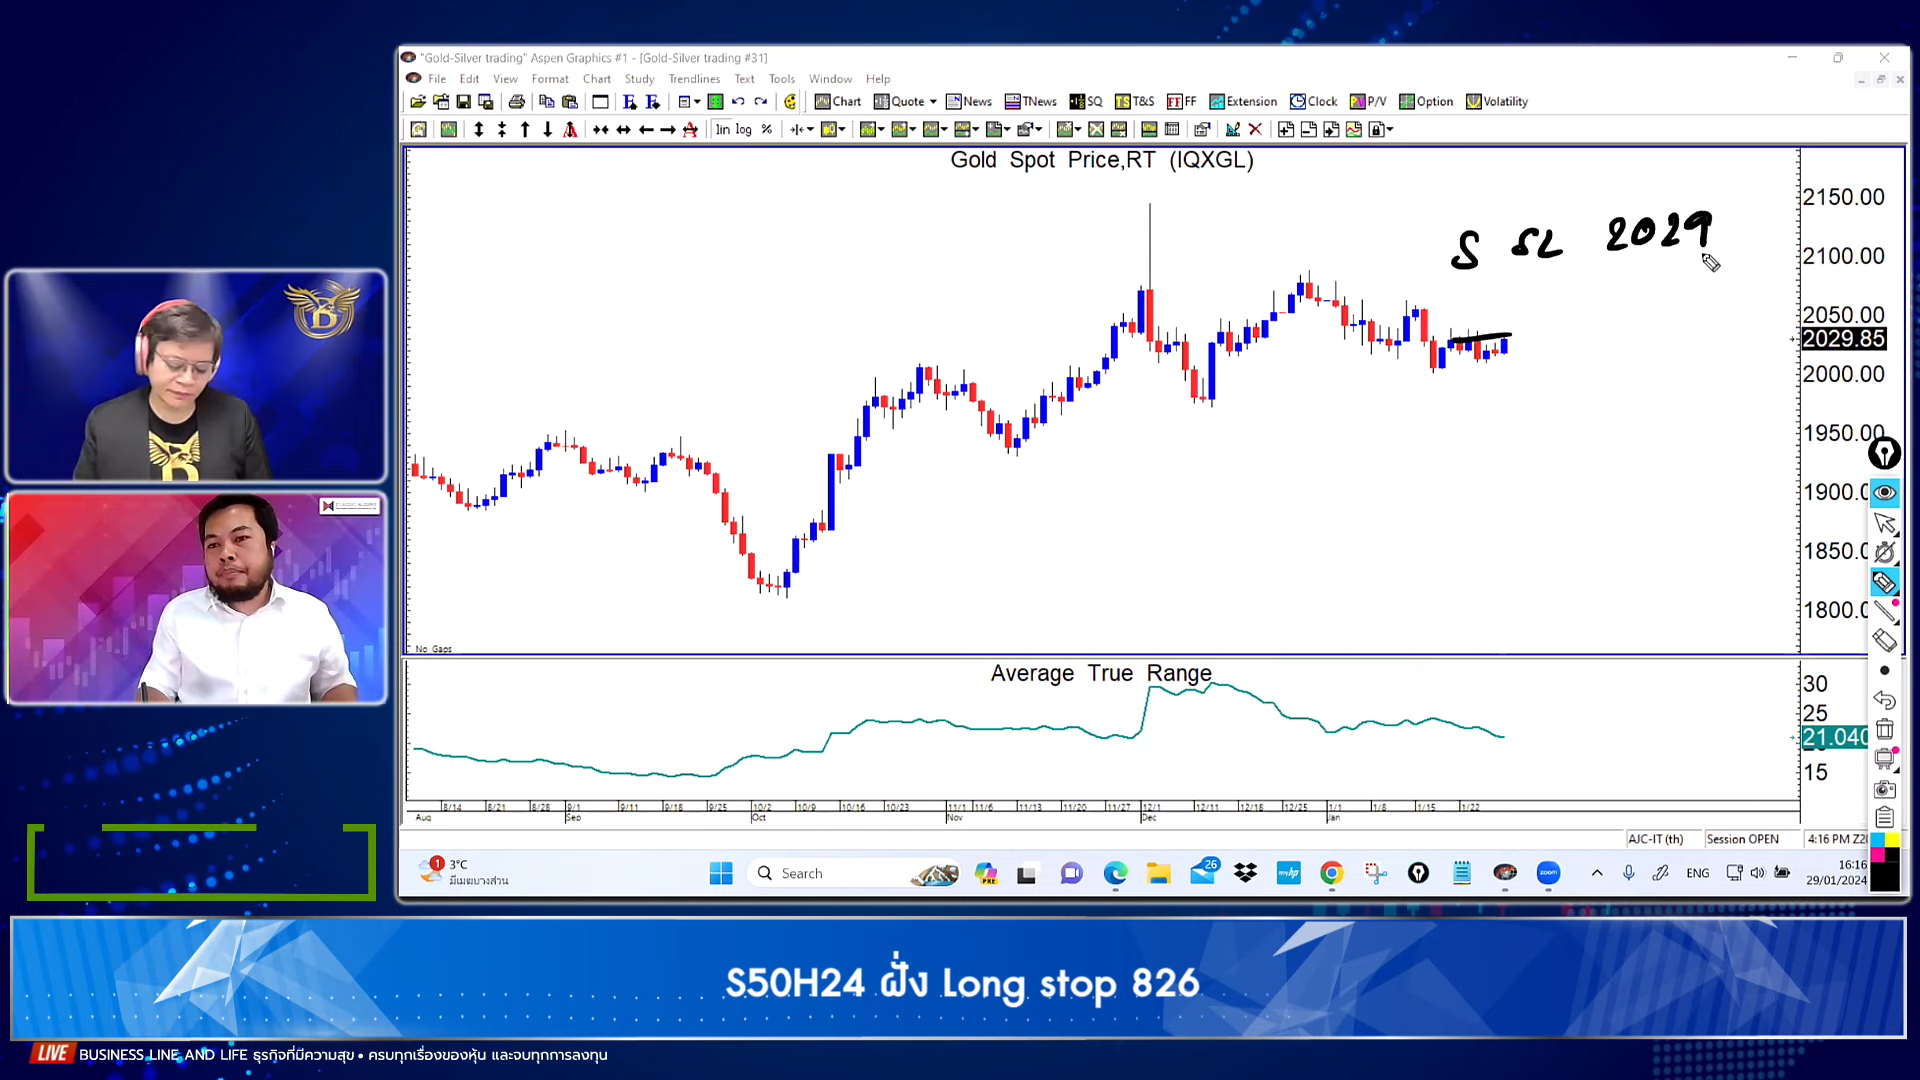 "Gold-Silver trading" Aspen Graphics #1 - [Gold-Silver trading #31]
File Edit View Format Chart Study Trendlines Text Tools Window Help
Chart Quote News TNews SQ T&S FF Extension Clock P/V Option Volatility
lin log %
Gold Spot Price,RT (IQXGL)
S SL 2029
2150.00
2100.00
2050.00
2029.85
2000.00
1950.00
1900.0
1850.0
1800.0
No Gaps
Average True Range
30
25
21.040
15
8/14 8/21 8/28 9/1 9/11 9/18 9/25 10/2 10/9 10/16 10/23 11/1 11/6 11/13 11/20 11/27 12/1 12/11 12/18 12/25 1/1 1/8 1/15 1/22
Aug Sep Oct Nov Dec Jan
AJC-IT (th) Session OPEN 4:16 PM
1 3°C
มีเมฆบางส่วน
Search
PRE
26
myhp
zoom
ENG
16:16
29/01/2024
S50H24 ฝั่ง Long stop 826
LIVE BUSINESS LINE AND LIFE ธุรกิจที่มีความสุข • ครบทุกเรื่องของหุ้น และจบทุกการลงทุน